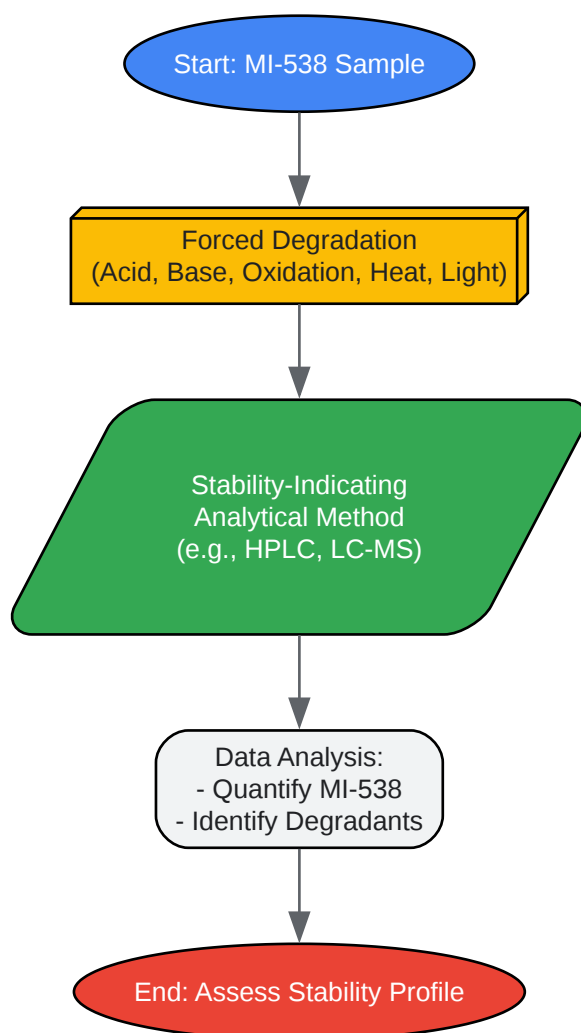 Start: MI-538 Sample
Forced Degradation
(Acid, Base, Oxidation, Heat, Light)
Stability-Indicating
Analytical Method
(e.g., HPLC, LC-MS)
Data Analysis:
- Quantify MI-538
- Identify Degradants
End: Assess Stability Profile